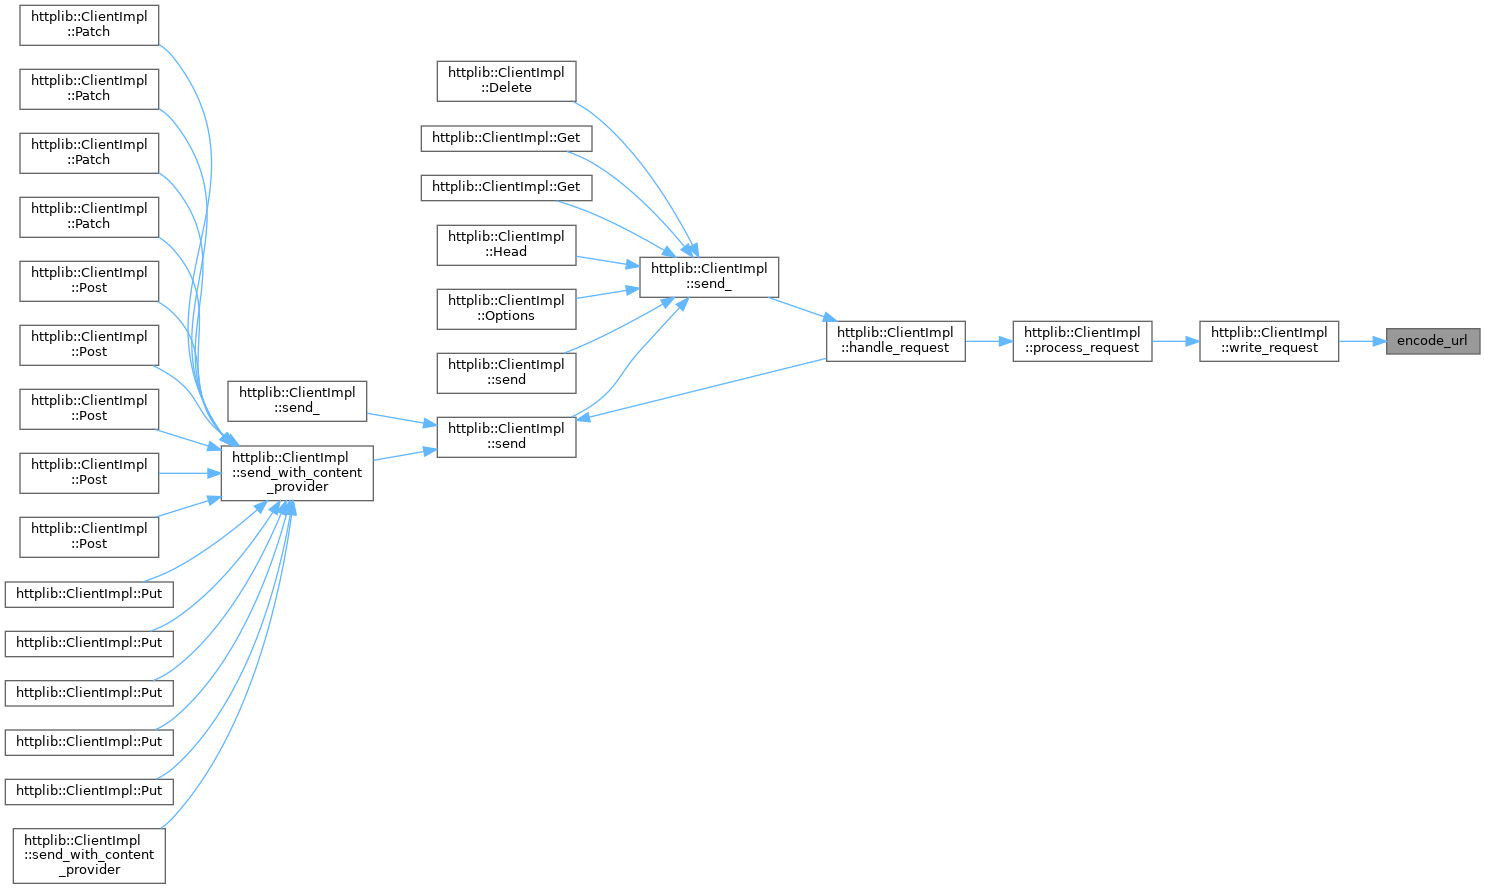 httplib::ClientImpl
::Patch
httplib::ClientImpl
::Patch
httplib::ClientImpl
::Patch
httplib::ClientImpl
::Patch
httplib::ClientImpl
::Post
httplib::ClientImpl
::Post
httplib::ClientImpl
::Post
httplib::ClientImpl
::Post
httplib::ClientImpl
::Post
httplib::ClientImpl::Put
httplib::ClientImpl::Put
httplib::ClientImpl::Put
httplib::ClientImpl::Put
httplib::ClientImpl::Put
httplib::ClientImpl
::send_with_content
_provider
httplib::ClientImpl
::send_
httplib::ClientImpl
::send_with_content
_provider
httplib::ClientImpl
::Delete
httplib::ClientImpl::Get
httplib::ClientImpl::Get
httplib::ClientImpl
::Head
httplib::ClientImpl
::Options
httplib::ClientImpl
::send
httplib::ClientImpl
::send
httplib::ClientImpl
::send_
httplib::ClientImpl
::handle_request
httplib::ClientImpl
::process_request
httplib::ClientImpl
::write_request
encode_url